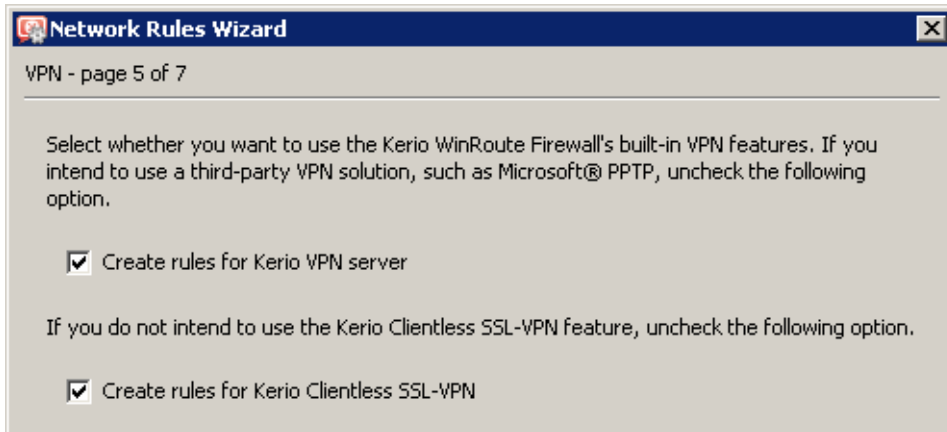 Network Rules Wizard
VPN - page 5 of 7
Select whether you want to use the Kerio WinRoute Firewall's built-in VPN features. If you
intend to use a third-party VPN solution, such as Microsoft® PPTP, uncheck the following
option.
Create rules for Kerio VPN server
If you do not intend to use the Kerio Clientless SSL-VPN feature, uncheck the following option.
Create rules for Kerio Clientless SSL-VPN